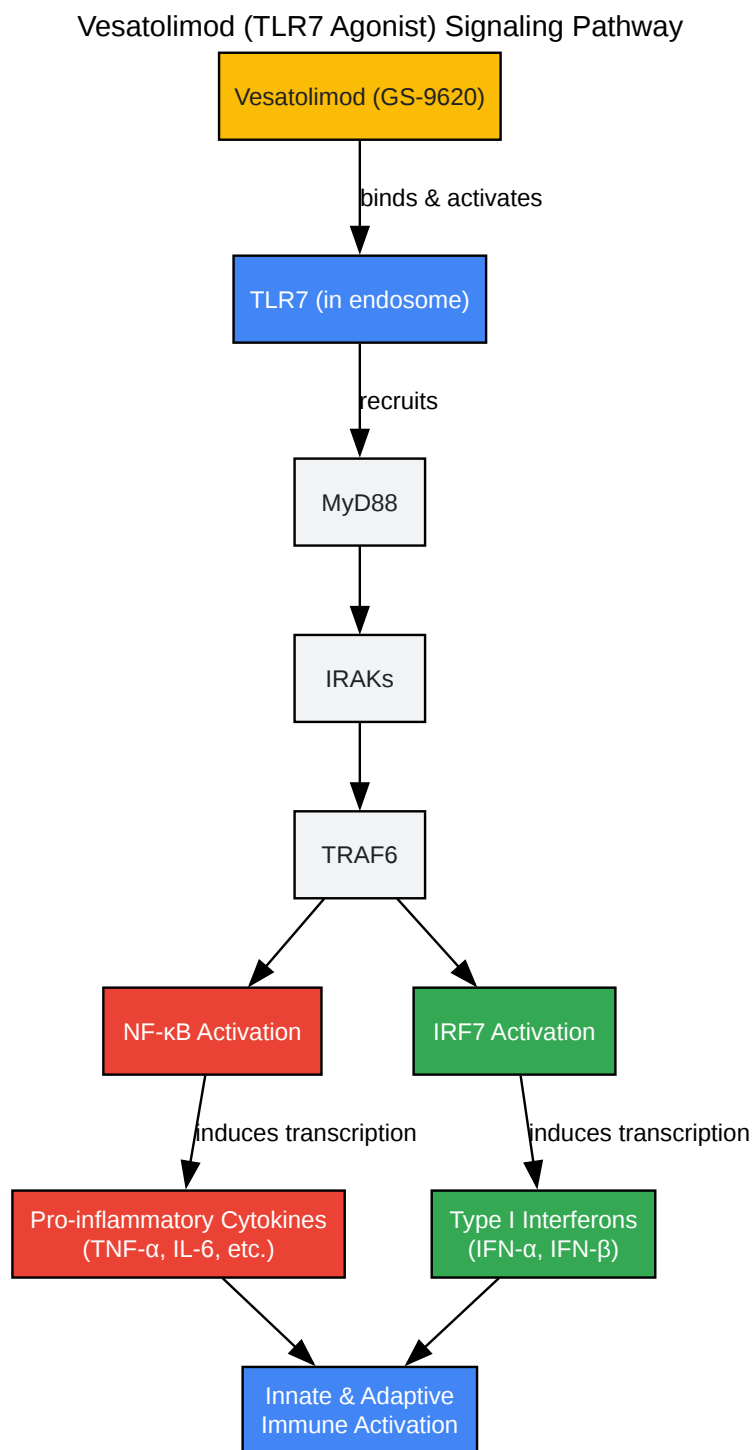 Vesatolimod (TLR7 Agonist) Signaling Pathway
Vesatolimod (GS-9620)
binds & activates
TLR7 (in endosome)
recruits
MyD88
IRAKs
TRAF6
NF-κB Activation
IRF7 Activation
induces transcription
induces transcription
Pro-inflammatory Cytokines
(TNF-α, IL-6, etc.)
Type I Interferons
(IFN-α, IFN-β)
Innate & Adaptive
Immune Activation